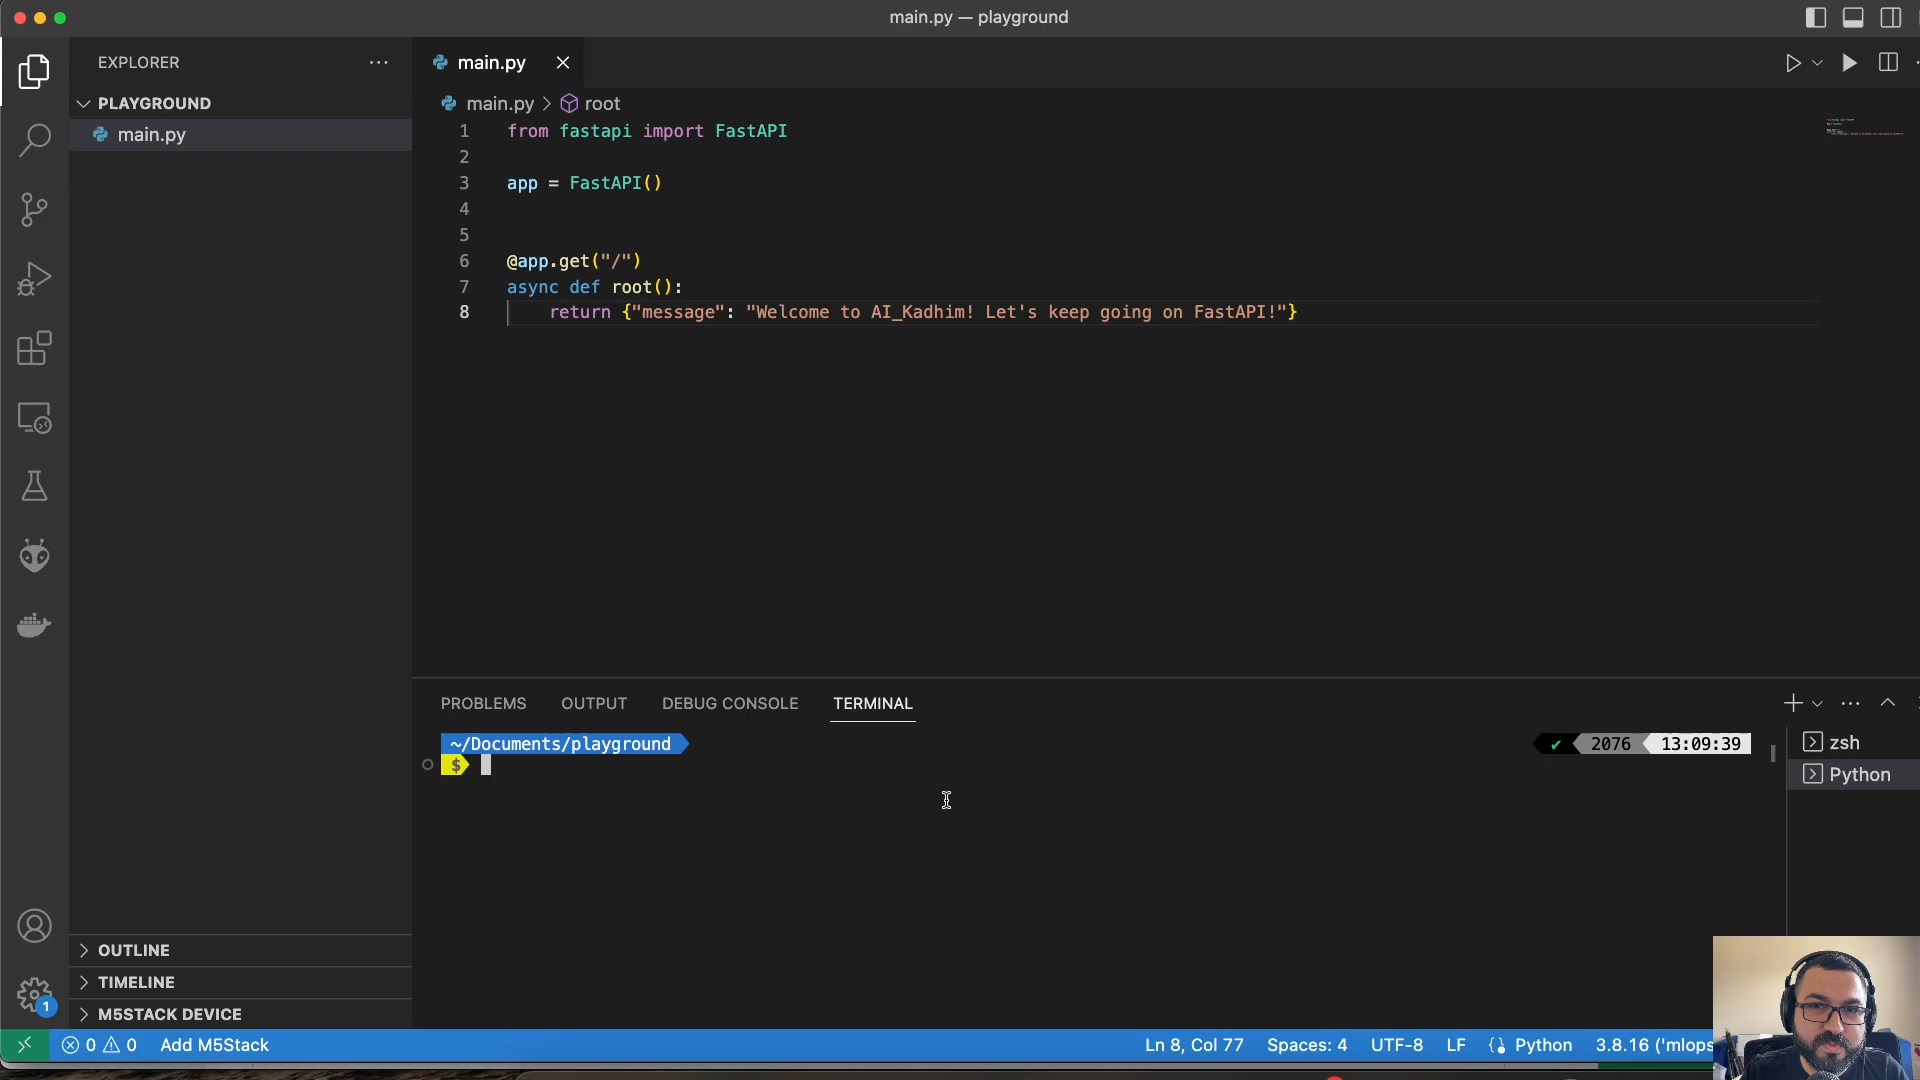 main.py — playground
EXPLORER
PLAYGROUND
main.py
OUTLINE
TIMELINE
M5STACK DEVICE
main.py
main.py > root
1 from fastapi import FastAPI
2
3 app = FastAPI()
4
5
6 @app.get("/")
7 async def root():
8 return {"message": "Welcome to AI_Kadhim! Let's keep going on FastAPI!"}
PROBLEMS OUTPUT DEBUG CONSOLE TERMINAL
~/Documents/playground ✔ 2076 13:09:39
$
zsh
Python
1
0 0 Add M5Stack Ln 8, Col 77 Spaces: 4 UTF-8 LF Python 3.8.16 ('mlops